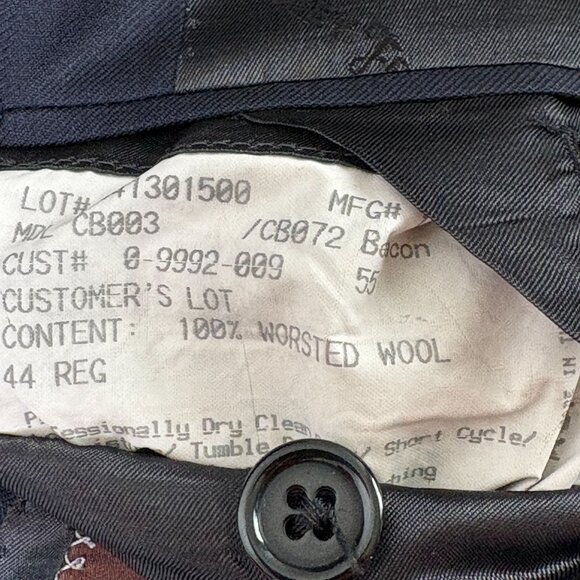 LOT# 1301500 MFG#
MDL CB003 /CB072 Bacon
CUST# 0-9992-009 55
CUSTOMER'S LOT
CONTENT: 100% WORSTED WOOL
44 REG
essionally Dry Clean
Tumble / Short Cycle/
IN